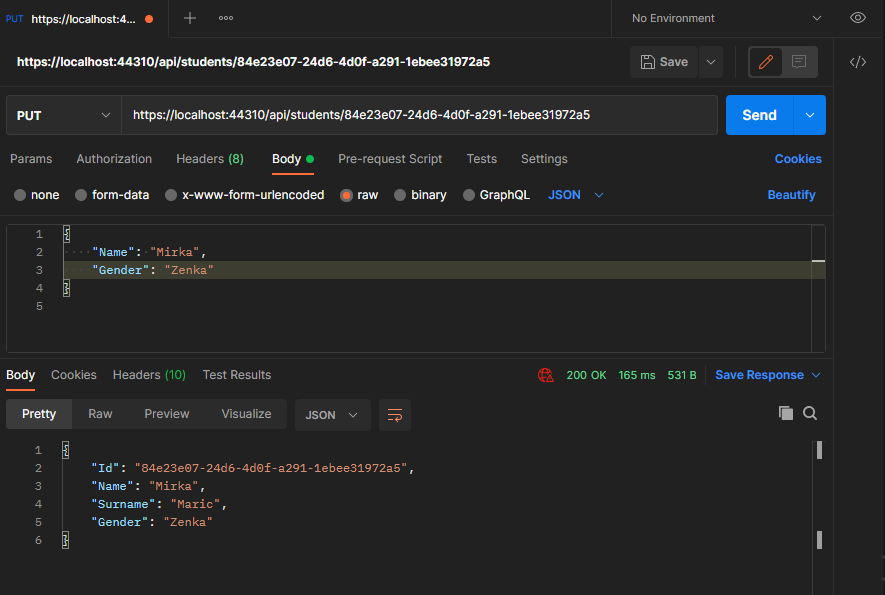 PUT https://localhost:44... No Environment
https://localhost:44310/api/students/84e23e07-24d6-4d0f-a291-1ebee31972a5 Save
PUT https://localhost:44310/api/students/84e23e07-24d6-4d0f-a291-1ebee31972a5 Send
Params Authorization Headers (8) Body Pre-request Script Tests Settings Cookies
none form-data x-www-form-urlencoded raw binary GraphQL JSON Beautify
1 {
2 "Name": "Mirka",
3 "Gender": "Zenka"
4 }
5
Body Cookies Headers (10) Test Results 200 OK 165 ms 531 B Save Response
Pretty Raw Preview Visualize JSON
1 {
2 "Id": "84e23e07-24d6-4d0f-a291-1ebee31972a5",
3 "Name": "Mirka",
4 "Surname": "Maric",
5 "Gender": "Zenka"
6 }